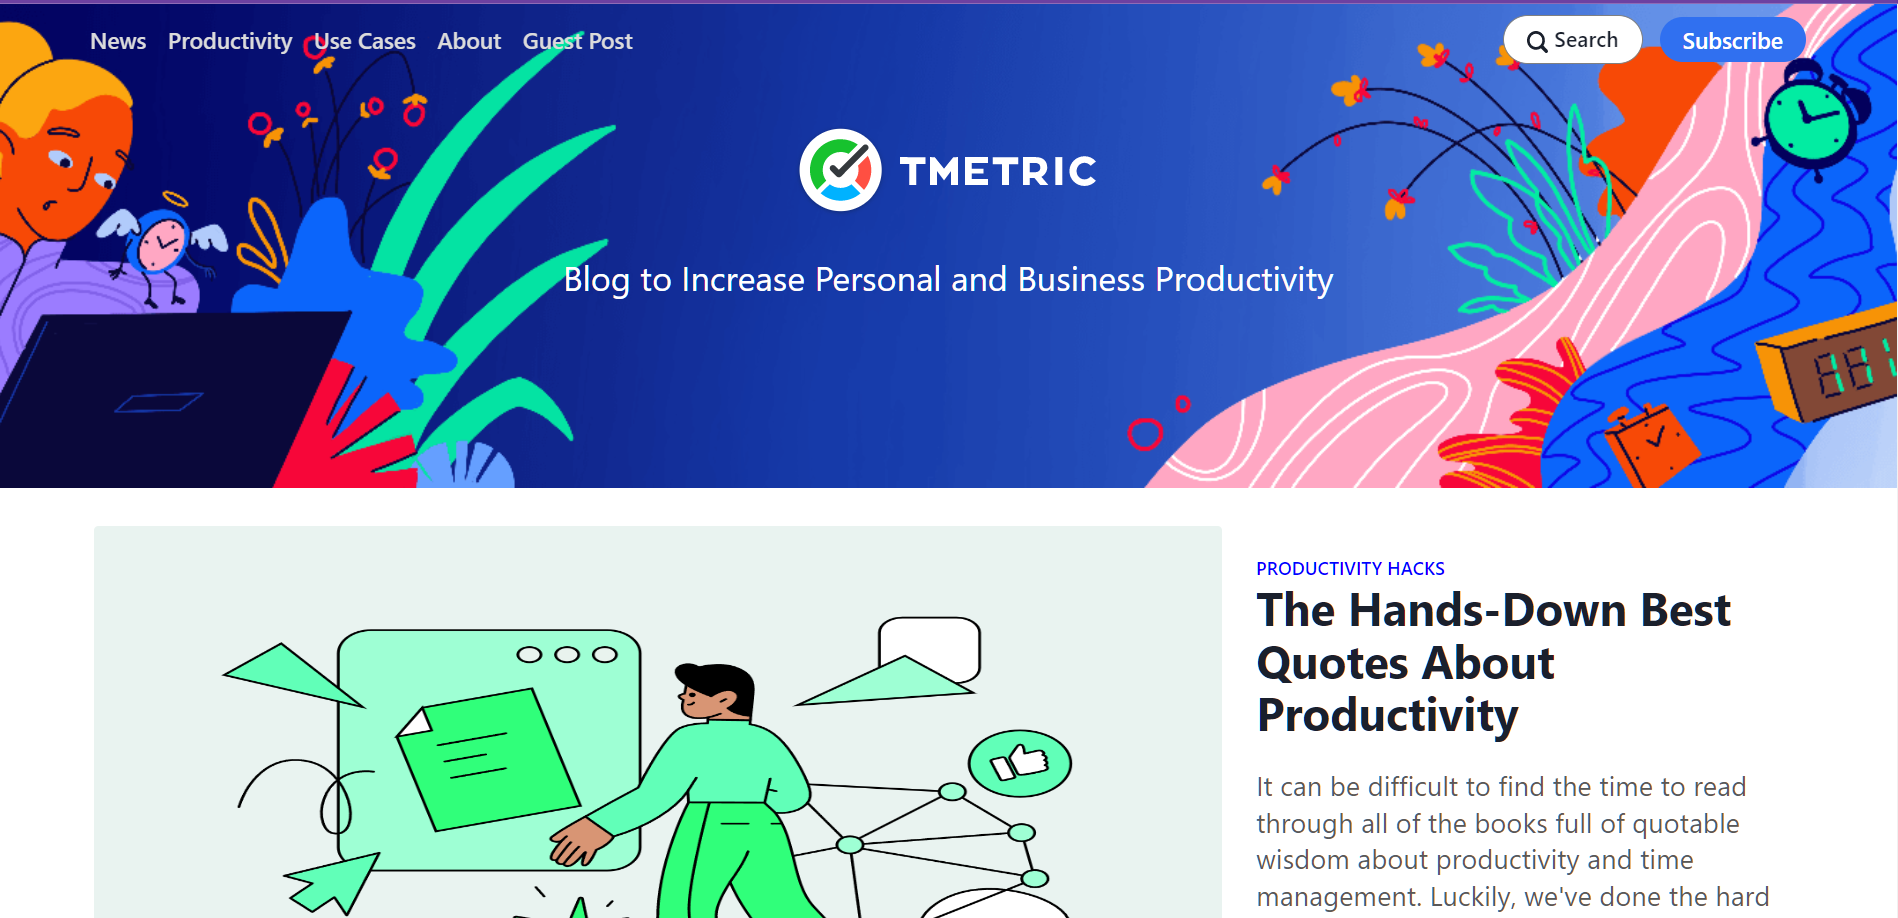 News Productivity Use Cases About Guest Post
Search Subscribe
TMETRIC
Blog to Increase Personal and Business Productivity
PRODUCTIVITY HACKS
The Hands-Down Best
Quotes About
Productivity
It can be difficult to find the time to read
through all of the books full of quotable
wisdom about productivity and time
management. Luckily, we've done the hard